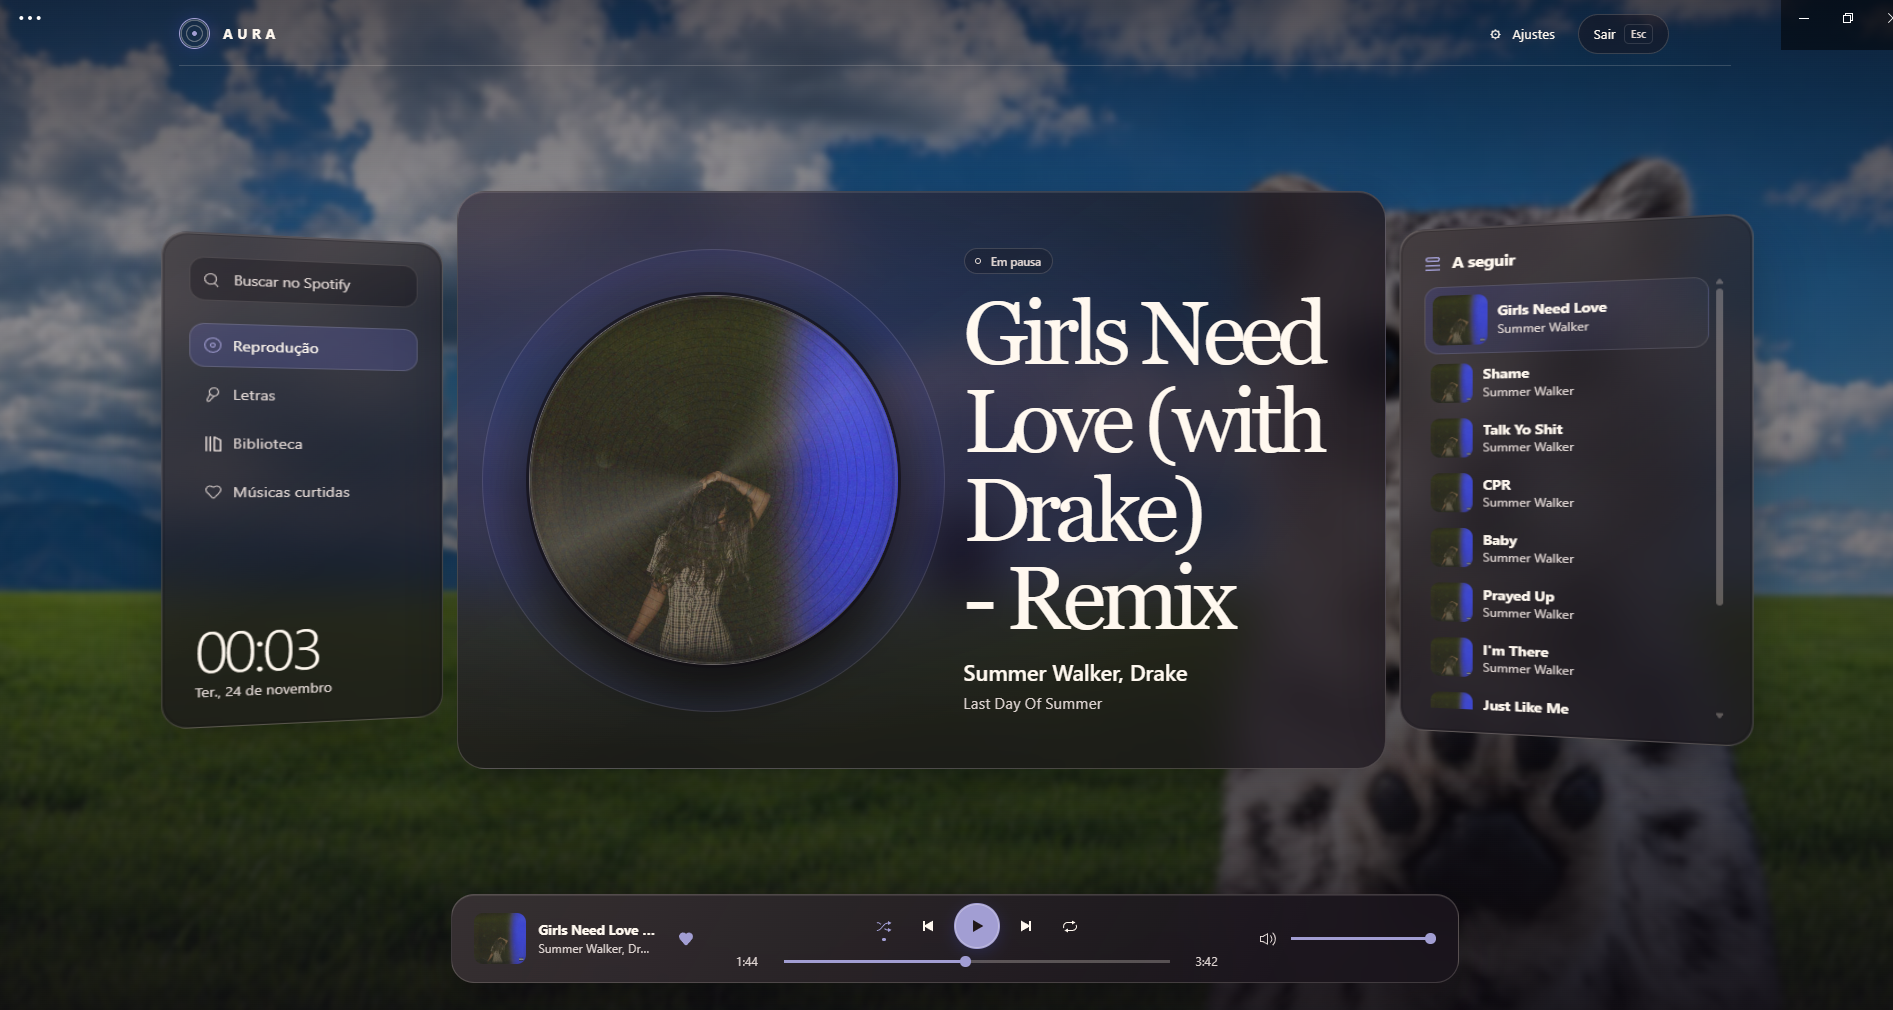 AURA
Ajustes
Sair Esc
Buscar no Spotify
Reprodução
Letras
Biblioteca
Músicas curtidas
00:03
Ter., 24 de novembro
Em pausa
Girls Need
Love (with
Drake)
- Remix
Summer Walker, Drake
Last Day Of Summer
A seguir
Girls Need Love
Summer Walker
Shame
Summer Walker
Talk Yo Shit
Summer Walker
CPR
Summer Walker
Baby
Summer Walker
Prayed Up
Summer Walker
I'm There
Summer Walker
Just Like Me
Girls Need Love ...
Summer Walker, Dr...
1:44
3:42